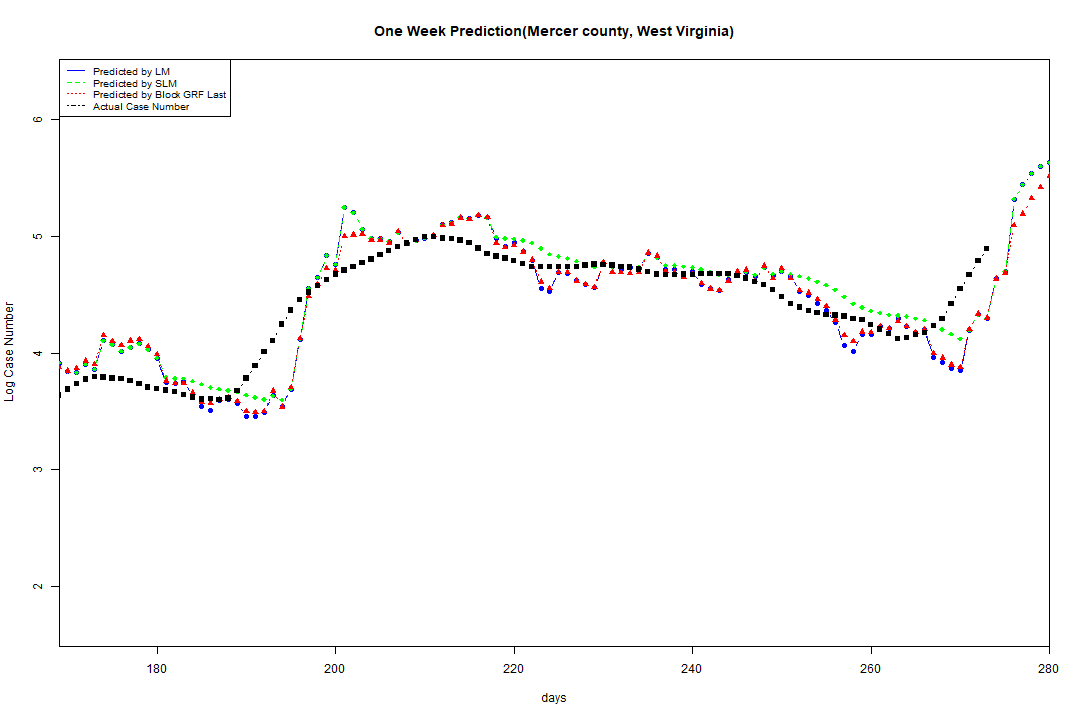 One Week Prediction(Mercer county, West Virginia)
Predicted by LM
Predicted by SLM
Predicted by Block GRF Last
Actual Case Number
6
5
4
3
2
Log Case Number
180 200 220 240 260 280
days